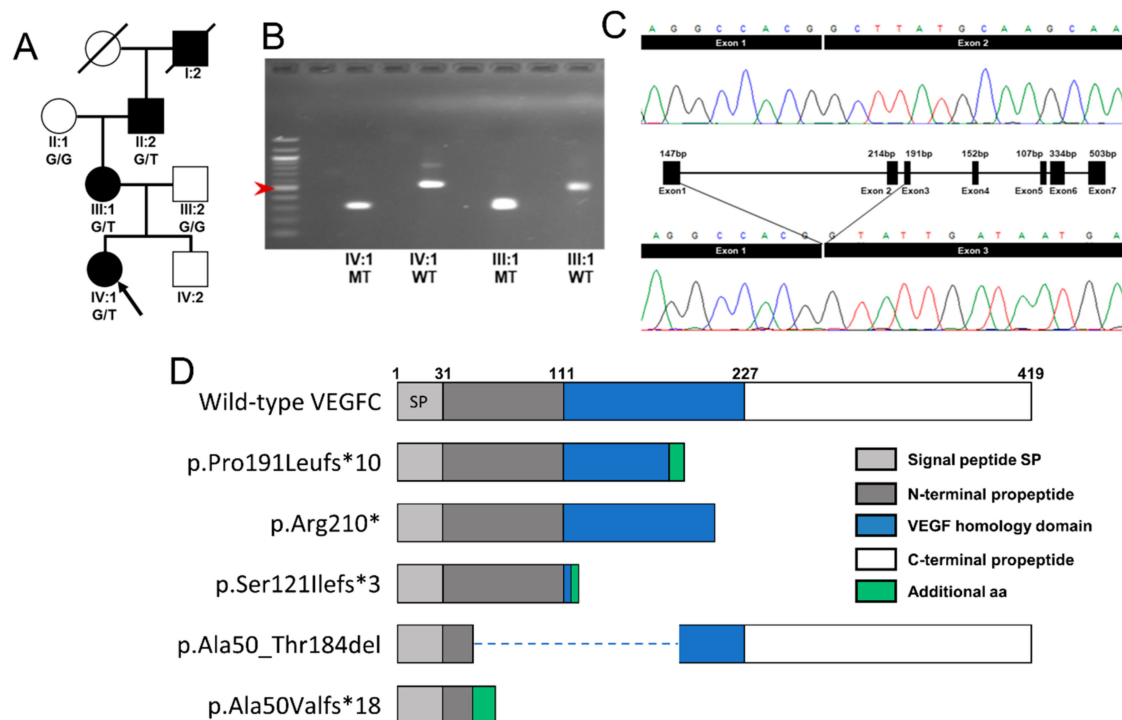 A
I:2
II:1
G/G
II:2
G/T
III:1
G/T
III:2
G/G
IV:1
G/T
IV:2
B
IV:1
MT
IV:1
WT
III:1
MT
III:1
WT
C
A G G C C A C G G C T T A T G C A A G C A A
Exon 1 Exon 2
147bp 214bp 191bp 152bp 107bp 334bp 503bp
Exon1 Exon 2 Exon3 Exon4 Exon5 Exon6 Exon7
A G G C C A C G G T A T T G A T A A T G A
Exon 1 Exon 3
D
1 31 111 227 419
Wild-type VEGFC
SP
p.Pro191Leufs*10
p.Arg210*
p.Ser121Ilefs*3
p.Ala50_Thr184del
p.Ala50Valfs*18
Signal peptide SP
N-terminal propeptide
VEGF homology domain
C-terminal propeptide
Additional aa